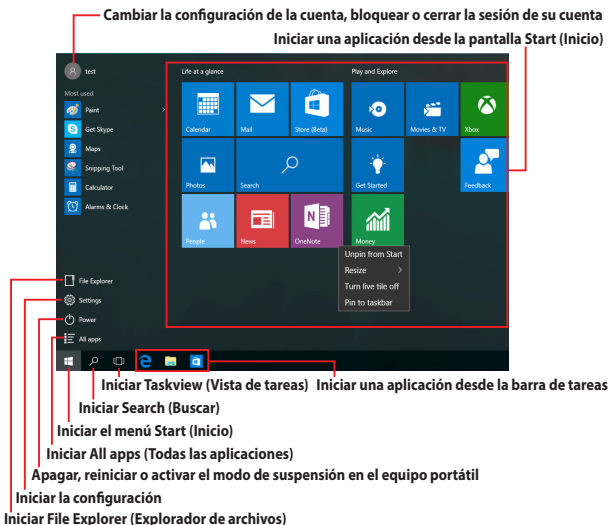 Cambiar la configuración de la cuenta, bloquear o cerrar la sesión de su cuenta
Iniciar una aplicación desde la pantalla Start (Inicio)
test
Life at a glance
Play and Explore
Most used
Paint
Get Skype
Maps
Snipping Tool
Calculator
Alarms & Clock
Calendar
Mail
Store (Beta)
Music
Movies & TV
Xbox
Photos
Search
Get Started
Feedback
People
News
OneNote
Money
Unpin from Start
Resize
Turn live tile off
Pin to taskbar
File Explorer
Settings
Power
All apps
Iniciar Taskview (Vista de tareas)
Iniciar una aplicación desde la barra de tareas
Iniciar Search (Buscar)
Iniciar el menú Start (Inicio)
Iniciar All apps (Todas las aplicaciones)
Apagar, reiniciar o activar el modo de suspensión en el equipo portátil
Iniciar la configuración
Iniciar File Explorer (Explorador de archivos)